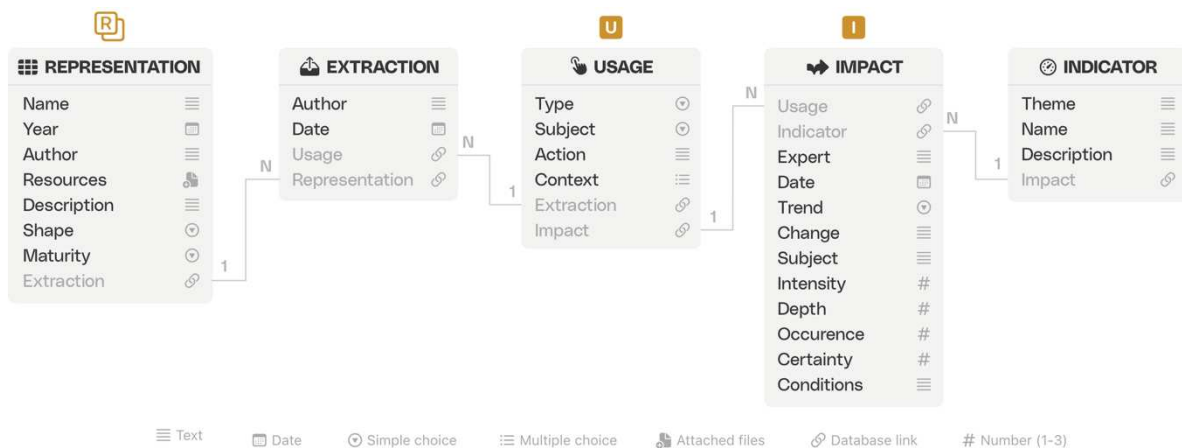 R
U
I
REPRESENTATION
Name
Year
Author
Resources
Description
Shape
Maturity
Extraction
1
N
EXTRACTION
Author
Date
Usage
Representation
N
1
USAGE
Type
Subject
Action
Context
Extraction
Impact
1
N
IMPACT
Usage
Indicator
Expert
Date
Trend
Change
Subject
Intensity
Depth
Occurence
Certainty
Conditions
N
1
INDICATOR
Theme
Name
Description
Impact
Text
Date
Simple choice
Multiple choice
Attached files
Database link
# Number (1-3)